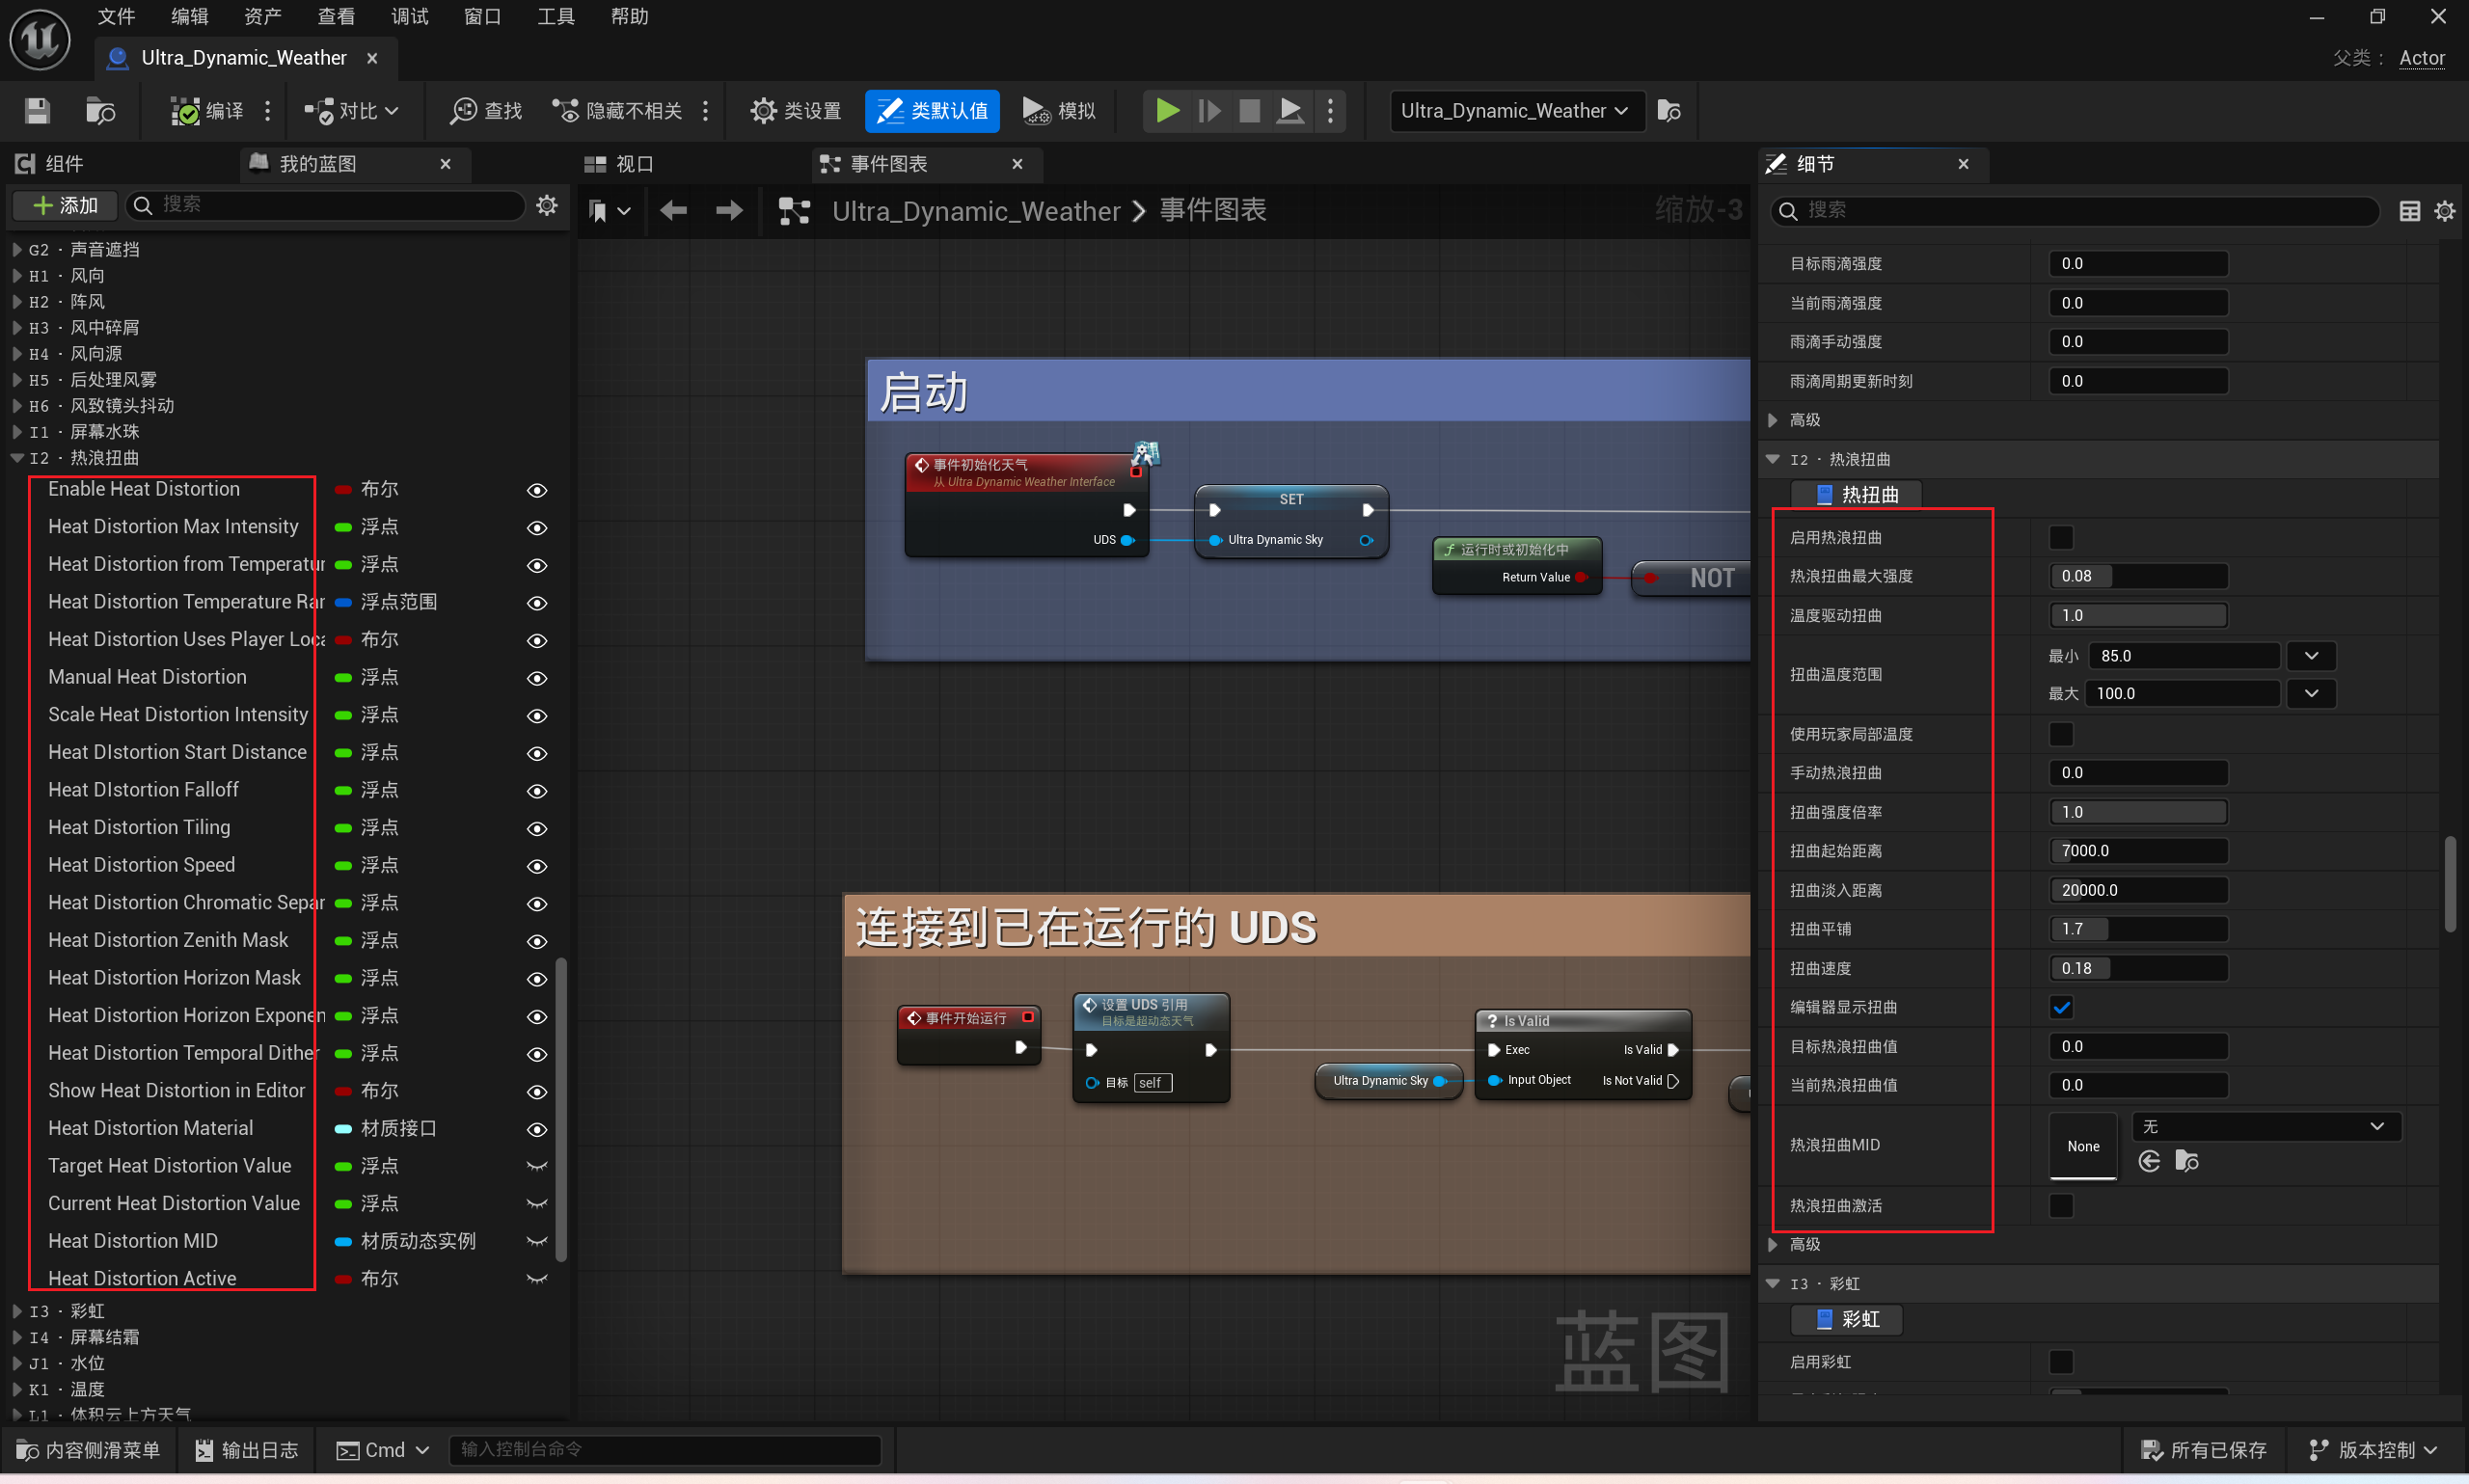 文件 编辑 资产 查看 调试 窗口 工具 帮助
Ultra_Dynamic_Weather
父类： Actor
编译 对比 查找 隐藏不相关 类设置 类默认值 模拟 Ultra_Dynamic_Weather
组件 我的蓝图
添加 搜索
G2 · 声音遮挡
H1 · 风向
H2 · 阵风
H3 · 风中碎屑
H4 · 风向源
H5 · 后处理风雾
H6 · 风致镜头抖动
I1 · 屏幕水珠
I2 · 热浪扭曲
Enable Heat Distortion 布尔
Heat Distortion Max Intensity 浮点
Heat Distortion from Temperatur 浮点
Heat Distortion Temperature Ran 浮点范围
Heat Distortion Uses Player Loca 布尔
Manual Heat Distortion 浮点
Scale Heat Distortion Intensity 浮点
Heat DIstortion Start Distance 浮点
Heat DIstortion Falloff 浮点
Heat Distortion Tiling 浮点
Heat Distortion Speed 浮点
Heat Distortion Chromatic Separ 浮点
Heat Distortion Zenith Mask 浮点
Heat Distortion Horizon Mask 浮点
Heat Distortion Horizon Exponen 浮点
Heat Distortion Temporal Dither 浮点
Show Heat Distortion in Editor 布尔
Heat Distortion Material 材质接口
Target Heat Distortion Value 浮点
Current Heat Distortion Value 浮点
Heat Distortion MID 材质动态实例
Heat Distortion Active 布尔
I3 · 彩虹
I4 · 屏幕结霜
J1 · 水位
K1 · 温度
L1 · 体积云上方天气
视口 事件图表
Ultra_Dynamic_Weather 事件图表 缩放-3
启动
事件初始化天气
从 Ultra Dynamic Weather Interface
UDS
SET
Ultra Dynamic Sky
运行时或初始化中
Return Value
NOT
连接到已在运行的 UDS
事件开始运行
设置 UDS 引用
目标是超动态天气
目标 self
Ultra Dynamic Sky
Is Valid
Exec Is Valid
Input Object Is Not Valid
蓝图
细节
搜索
目标雨滴强度 0.0
当前雨滴强度 0.0
雨滴手动强度 0.0
雨滴周期更新时刻 0.0
高级
I2 · 热浪扭曲
热扭曲
启用热浪扭曲
热浪扭曲最大强度 0.08
温度驱动扭曲 1.0
扭曲温度范围 最小 85.0
最大 100.0
使用玩家局部温度
手动热浪扭曲 0.0
扭曲强度倍率 1.0
扭曲起始距离 7000.0
扭曲淡入距离 20000.0
扭曲平铺 1.7
扭曲速度 0.18
编辑器显示扭曲
目标热浪扭曲值 0.0
当前热浪扭曲值 0.0
热浪扭曲MID None 无
热浪扭曲激活
高级
I3 · 彩虹
彩虹
启用彩虹
内容侧滑菜单 输出日志 Cmd 输入控制台命令 所有已保存 版本控制